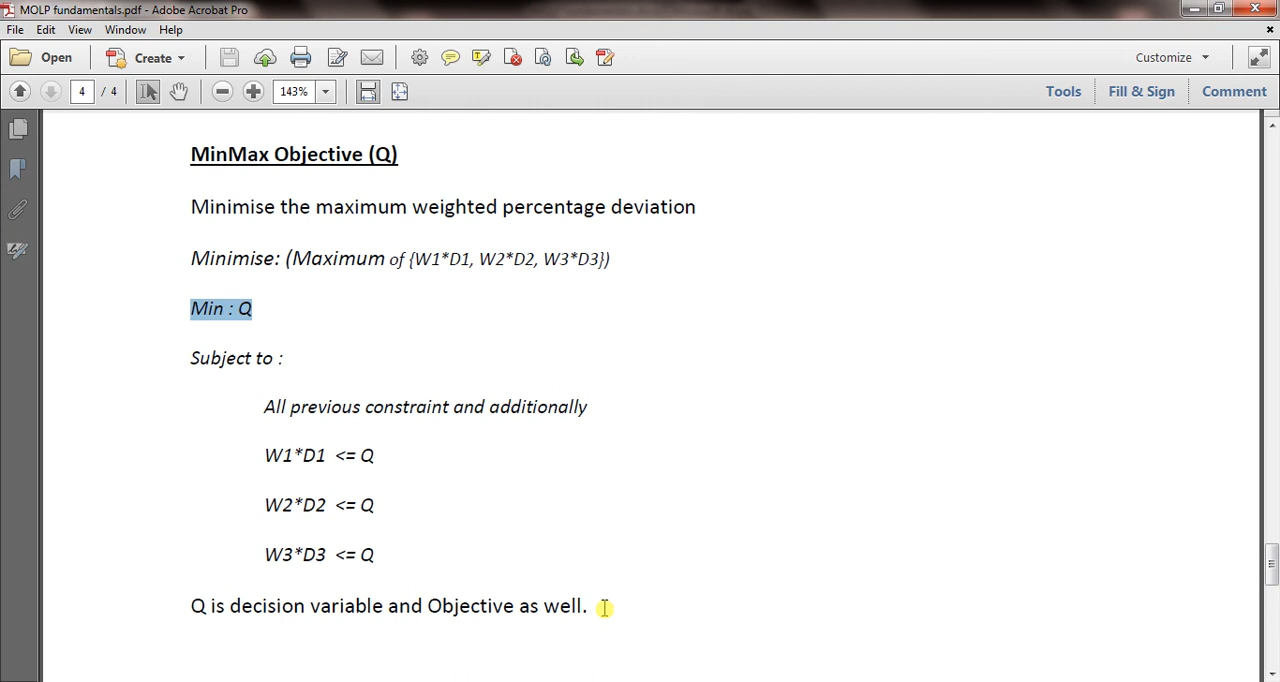 MOLP fundamentals.pdf - Adobe Acrobat Pro
File Edit View Window Help
Open Create Customize
4 / 4 143% Tools Fill & Sign Comment
MinMax Objective (Q)
Minimise the maximum weighted percentage deviation
Minimise: (Maximum of {W1*D1, W2*D2, W3*D3})
Min : Q
Subject to :
All previous constraint and additionally
W1*D1 <= Q
W2*D2 <= Q
W3*D3 <= Q
Q is decision variable and Objective as well.